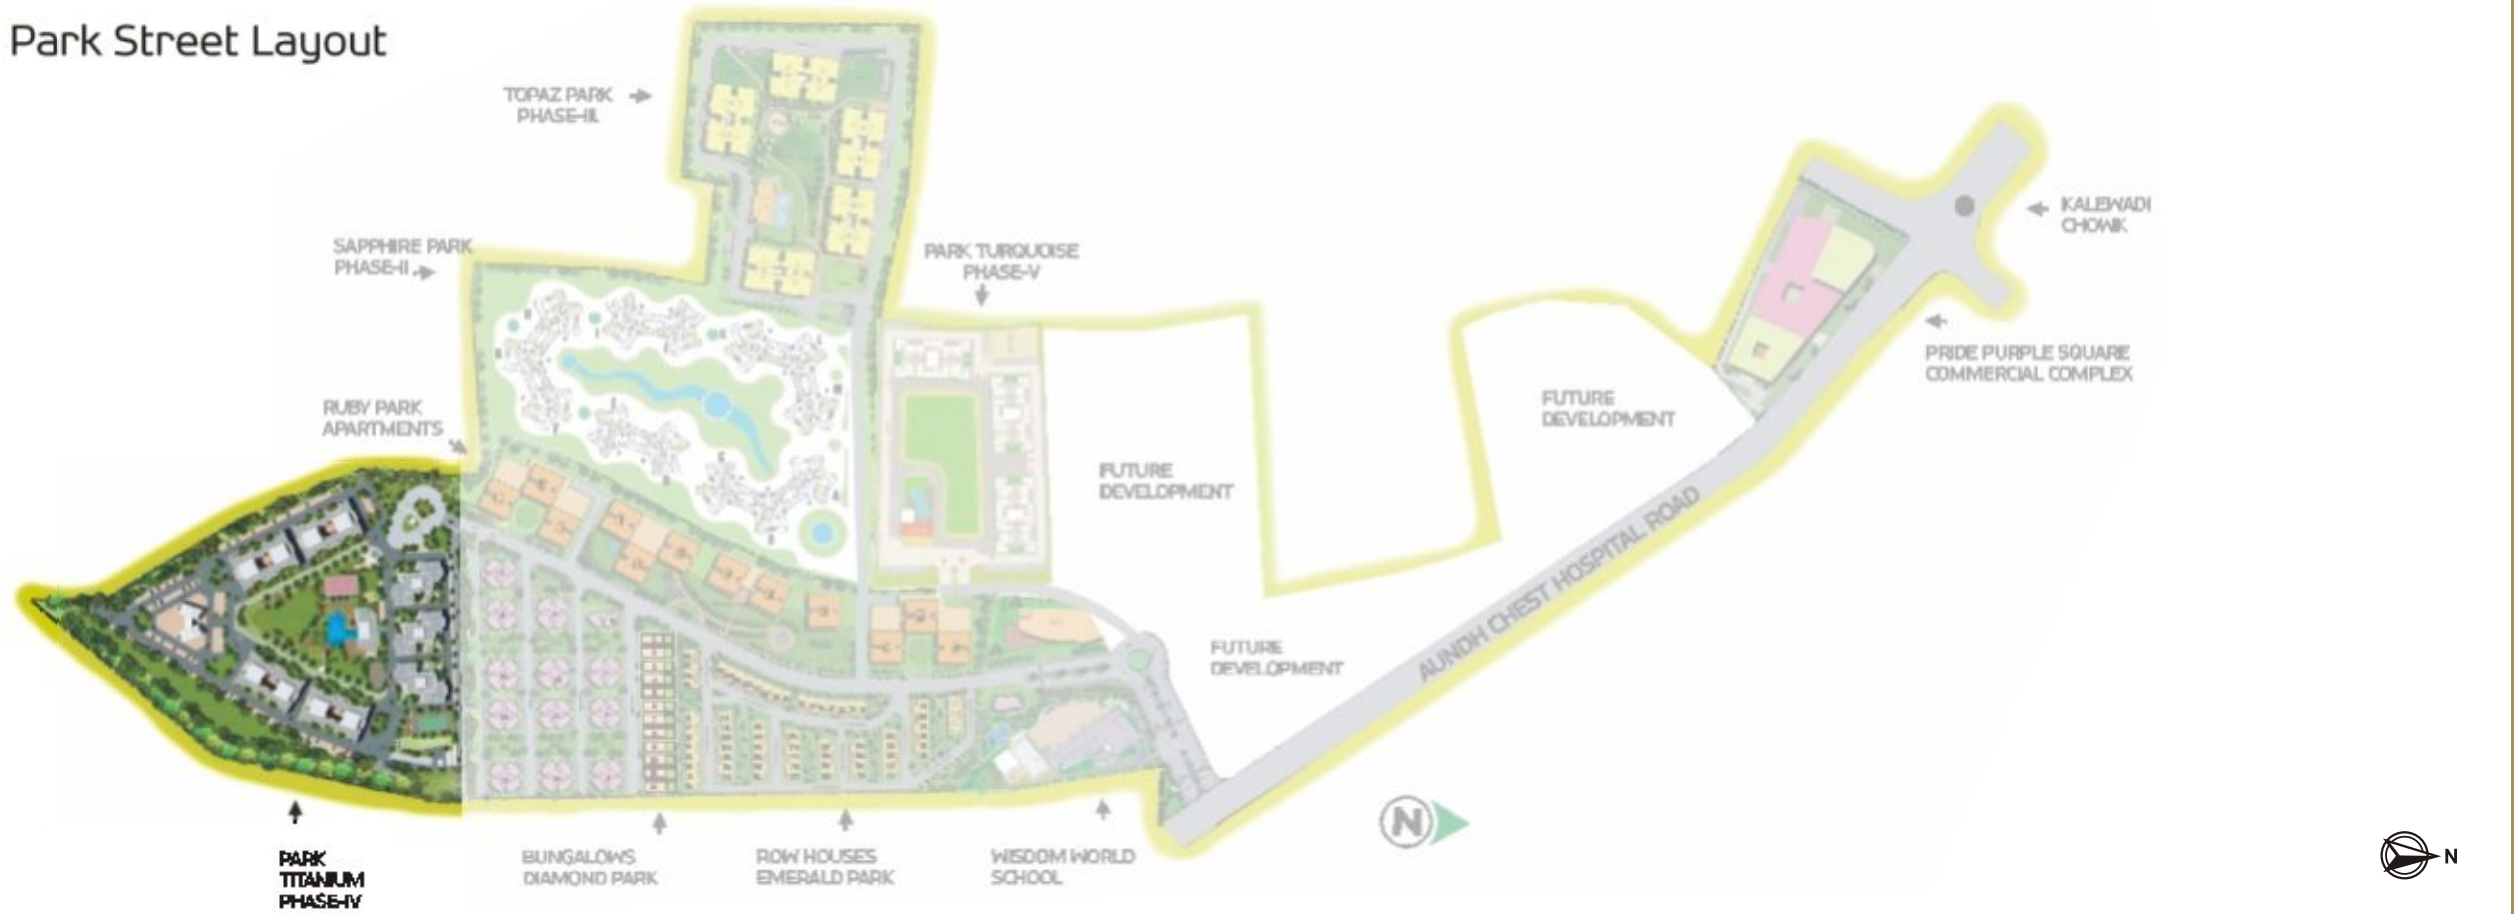 Park Street Layout
TOPAZ PARK
PHASE-III
SAPPHIRE PARK
PHASE-II
PARK TURQUOISE
PHASE-V
KALEWADI
CHOWK
PRIDE PURPLE SQUARE
COMMERCIAL COMPLEX
RUBY PARK
APARTMENTS
FUTURE
DEVELOPMENT
FUTURE
DEVELOPMENT
AUNDH CHEST HOSPITAL ROAD
FUTURE
DEVELOPMENT
N
N
PARK
TITANIUM
PHASE-IV
BUNGALOWS
DIAMOND PARK
ROW HOUSES
EMERALD PARK
WISDOM WORLD
SCHOOL